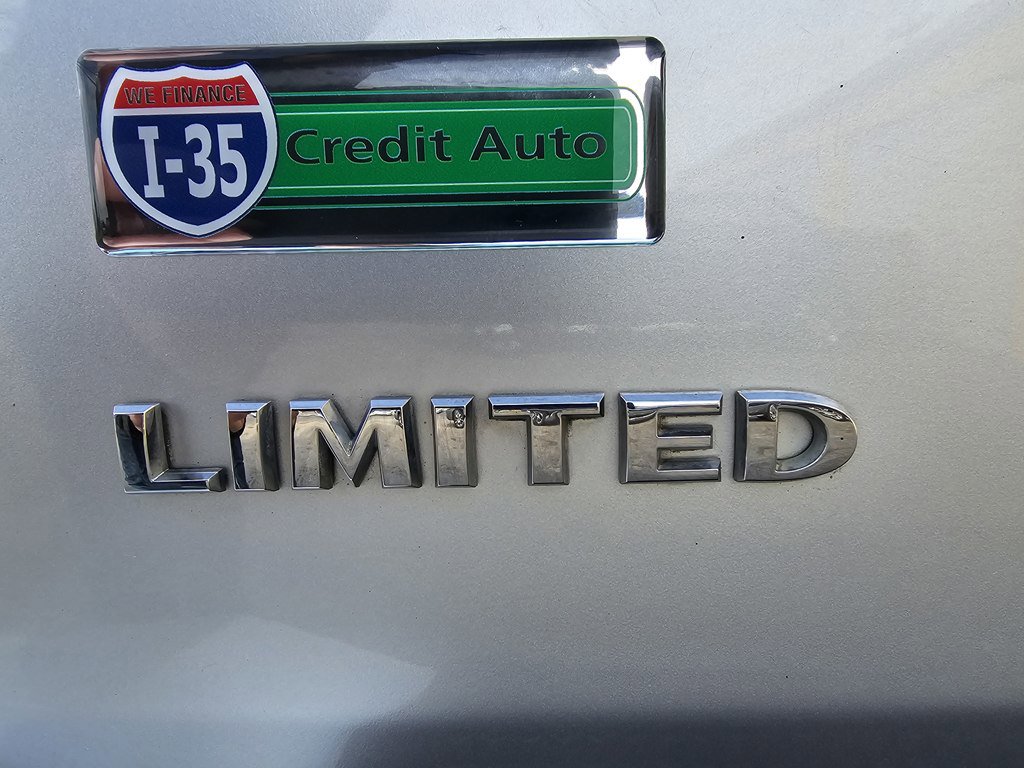 WE FINANCE
I-35
Credit Auto
LIMITED